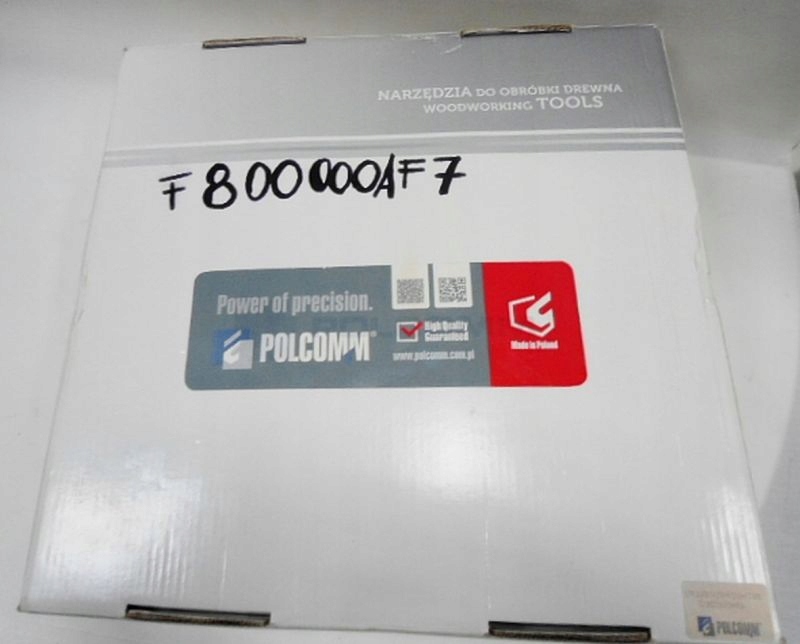 NARZĘDZIA DO OBRÓBKI DREWNA
WOODWORKING TOOLS
F800000AF7
Power of precision.
POLCOMM
High Quality
Guaranteed
www.polcomm.com.pl
Made in Poland
POLCOMM